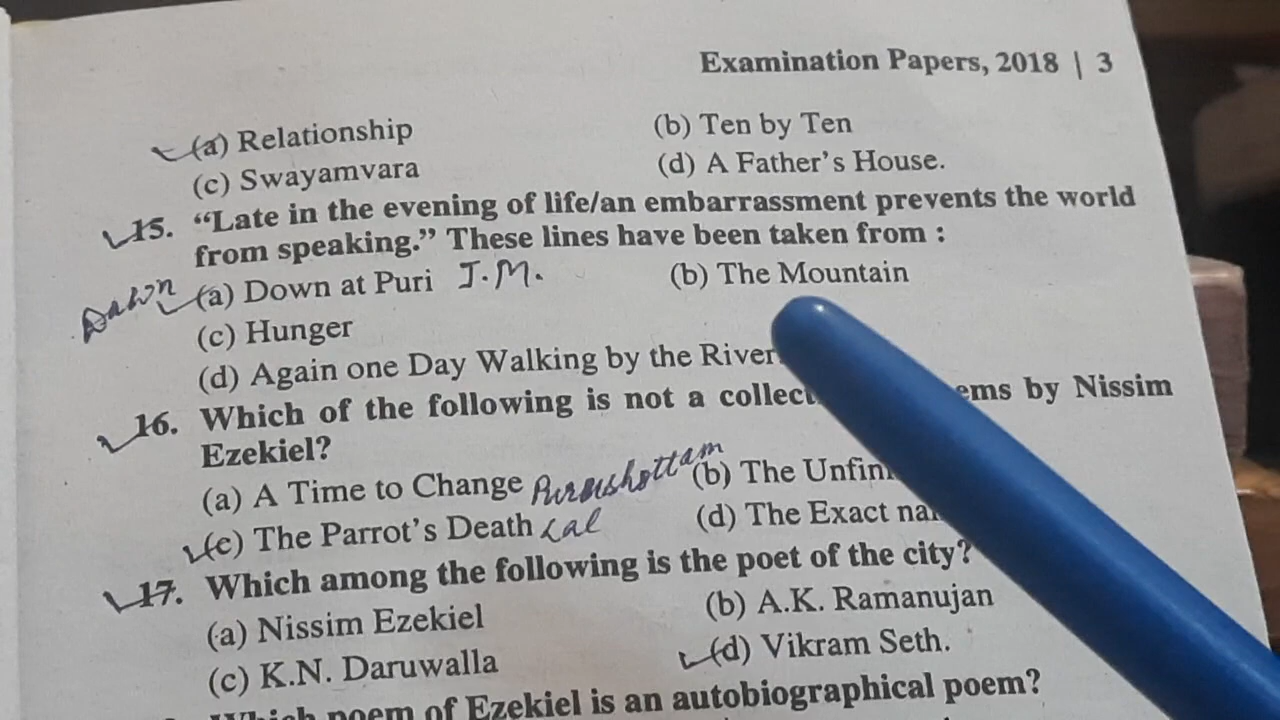 Examination Papers, 2018 | 3
(a) Relationship (b) Ten by Ten
(c) Swayamvara (d) A Father's House.
15. "Late in the evening of life/an embarrassment prevents the world
from speaking." These lines have been taken from :
Dawn (a) Down at Puri J.M. (b) The Mountain
(c) Hunger
(d) Again one Day Walking by the River
16. Which of the following is not a by Nissim
Ezekiel?
(a) A Time to Change Purushottam (b) The
(c) The Parrot's Death Lal (d) The Exact
17. Which among the following is the poet of the city?
(a) Nissim Ezekiel (b) A.K. Ramanujan
(c) K.N. Daruwalla (d) Vikram Seth.
Which poem of Ezekiel is an autobiographical poem?